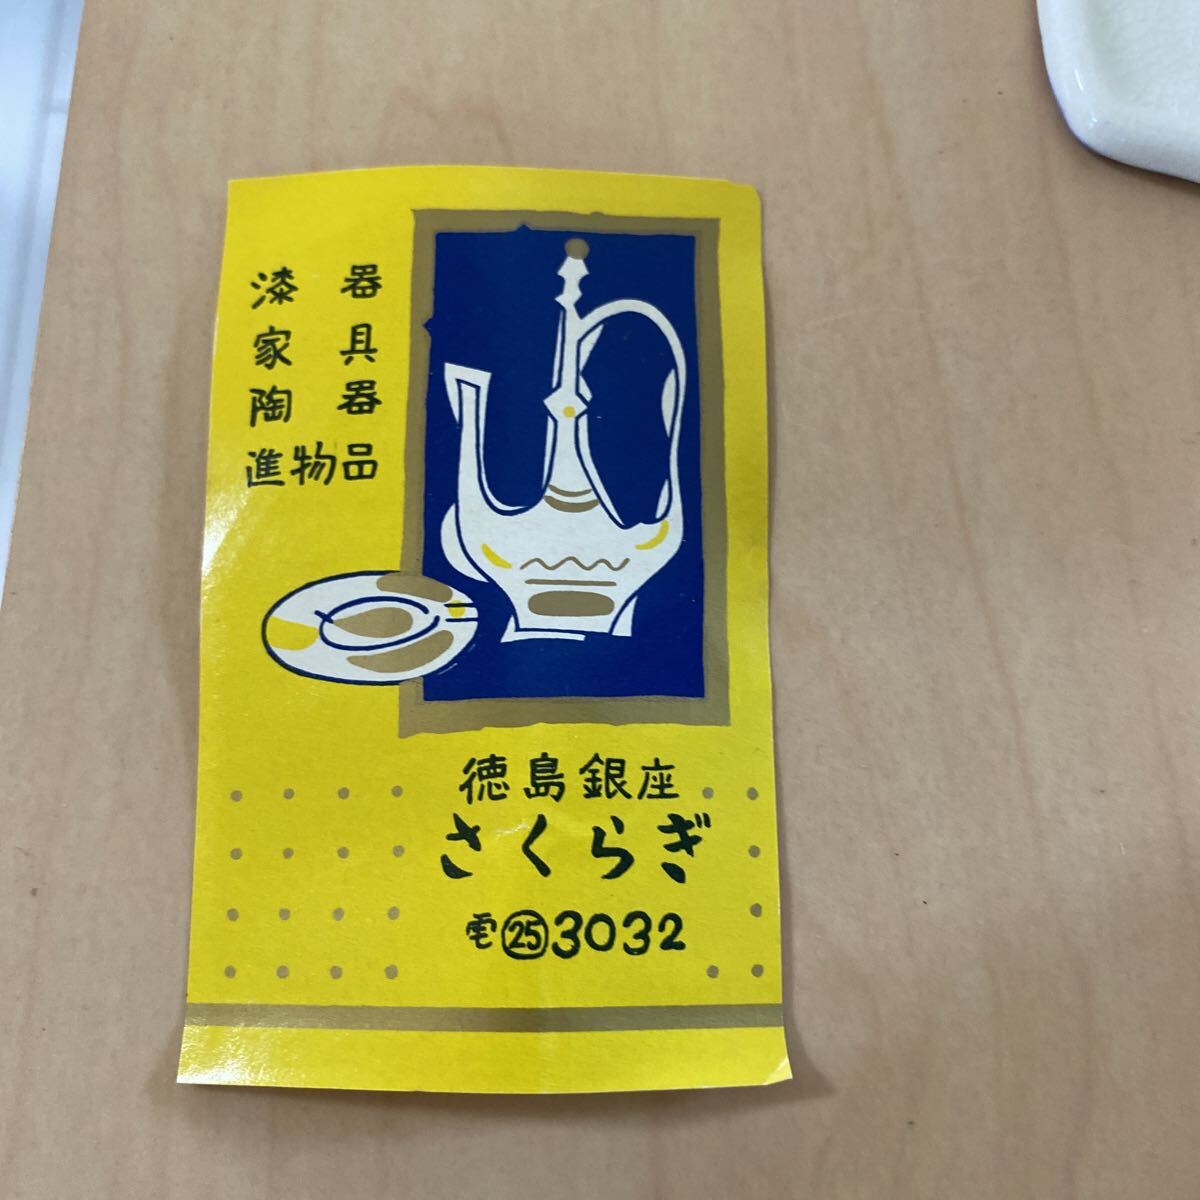 漆器
家具
陶器
進物品
徳島銀座
さくらぎ
電㉕3032